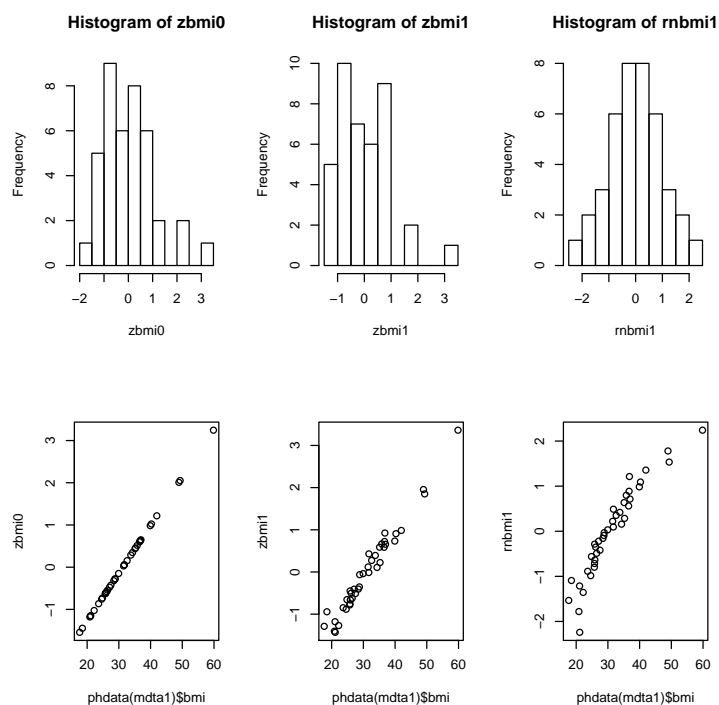 Histogram of zbmi0
Frequency
0 2 4 6 8
−2 0 1 2 3
zbmi0
Histogram of zbmi1
Frequency
0 2 4 6 8 10
−1 0 1 2 3
zbmi1
Histogram of rnbmi1
Frequency
0 2 4 6 8
−2 −1 0 1 2
rnbmi1
zbmi0
−1 0 1 2 3
20 30 40 50 60
phdata(mdta1)$bmi
zbmi1
−1 0 1 2 3
20 30 40 50 60
phdata(mdta1)$bmi
rnbmi1
−2 −1 0 1 2
20 30 40 50 60
phdata(mdta1)$bmi